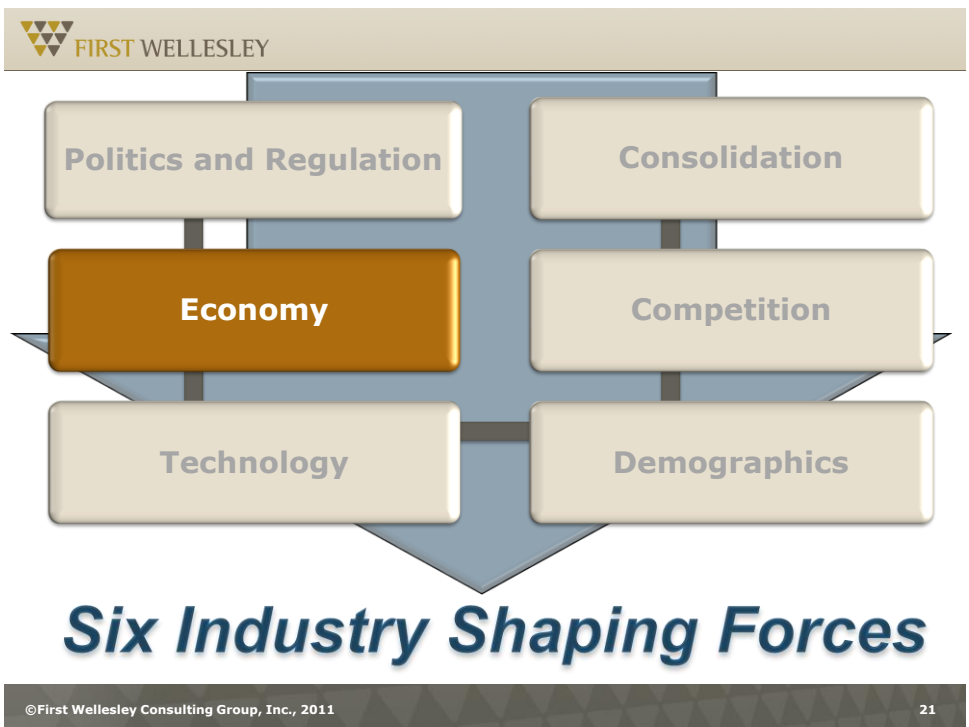 FIRST WELLESLEY
Politics and Regulation
Consolidation
Economy
Competition
Technology
Demographics
Six Industry Shaping Forces
©First Wellesley Consulting Group, Inc., 2011
21